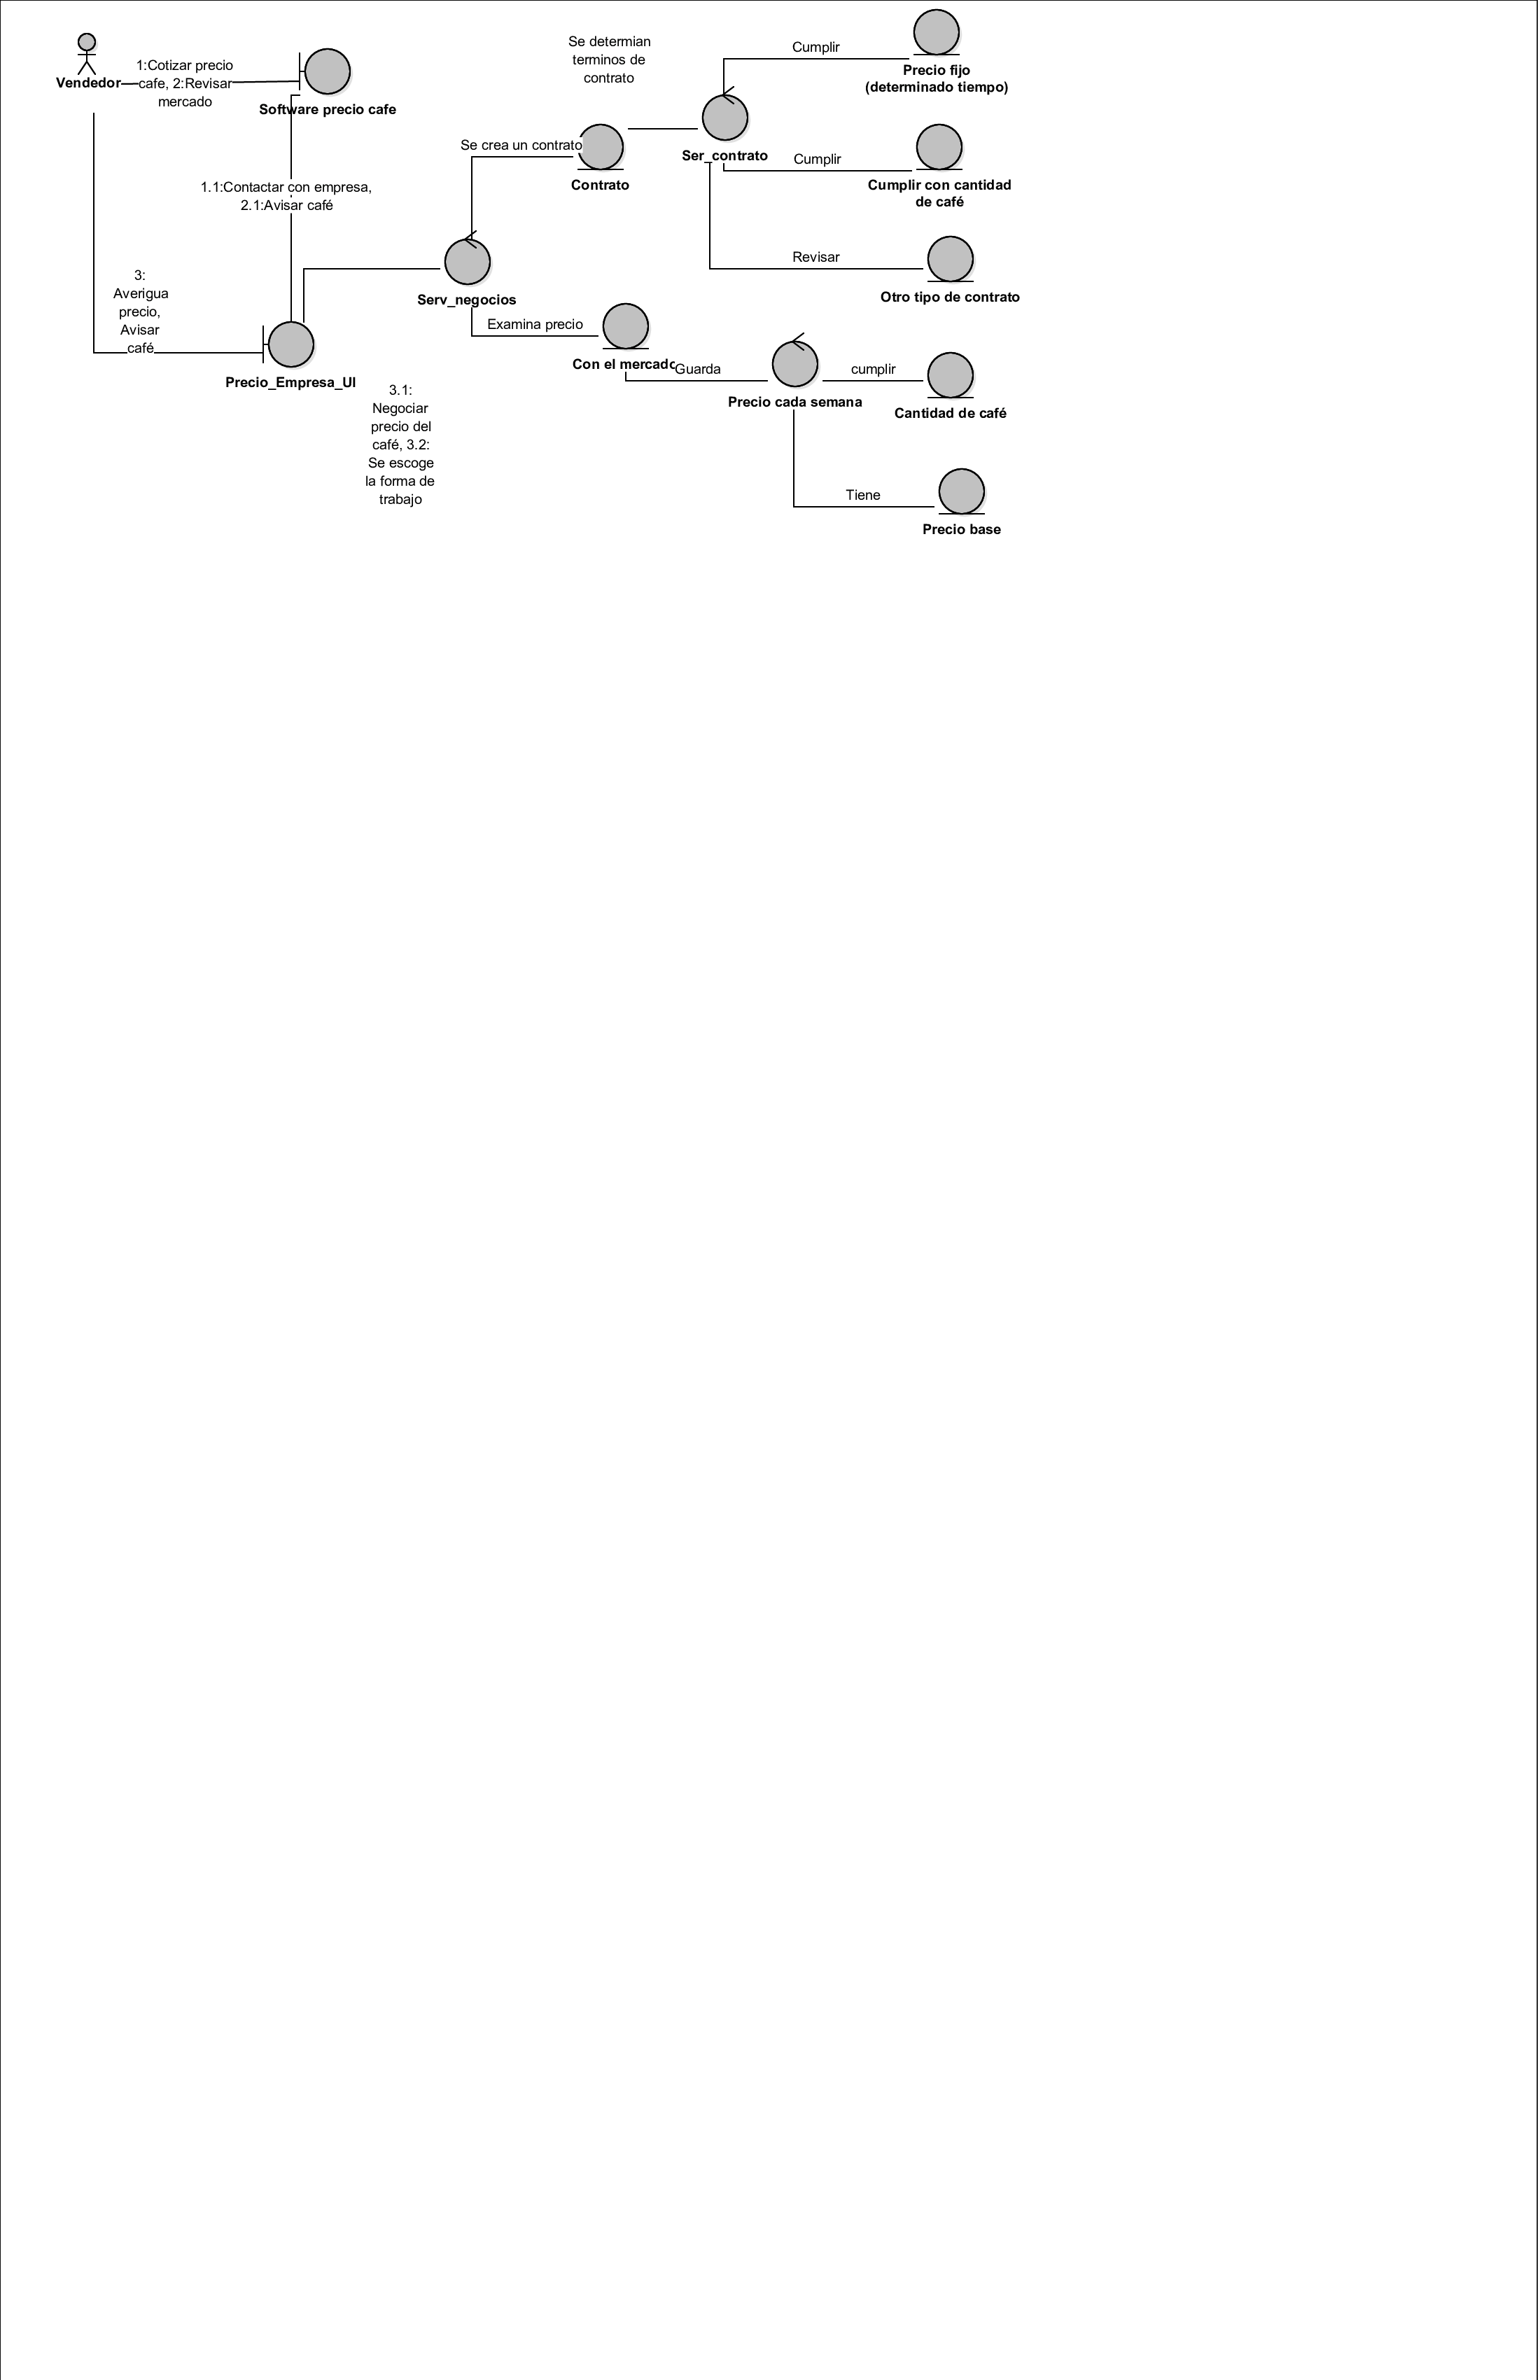 Vendedor
1:Cotizar precio
cafe, 2:Revisar
mercado
Software precio cafe
1.1:Contactar con empresa,
2.1:Avisar café
3:
Averigua
precio,
Avisar
café
Precio_Empresa_UI
3.1:
Negociar
precio del
café, 3.2:
Se escoge
la forma de
trabajo
Serv_negocios
Se crea un contrato
Contrato
Se determian
terminos de
contrato
Ser_contrato
Cumplir
Precio fijo
(determinado tiempo)
Cumplir
Cumplir con cantidad
de café
Revisar
Otro tipo de contrato
Examina precio
Con el mercado
Guarda
Precio cada semana
cumplir
Cantidad de café
Tiene
Precio base